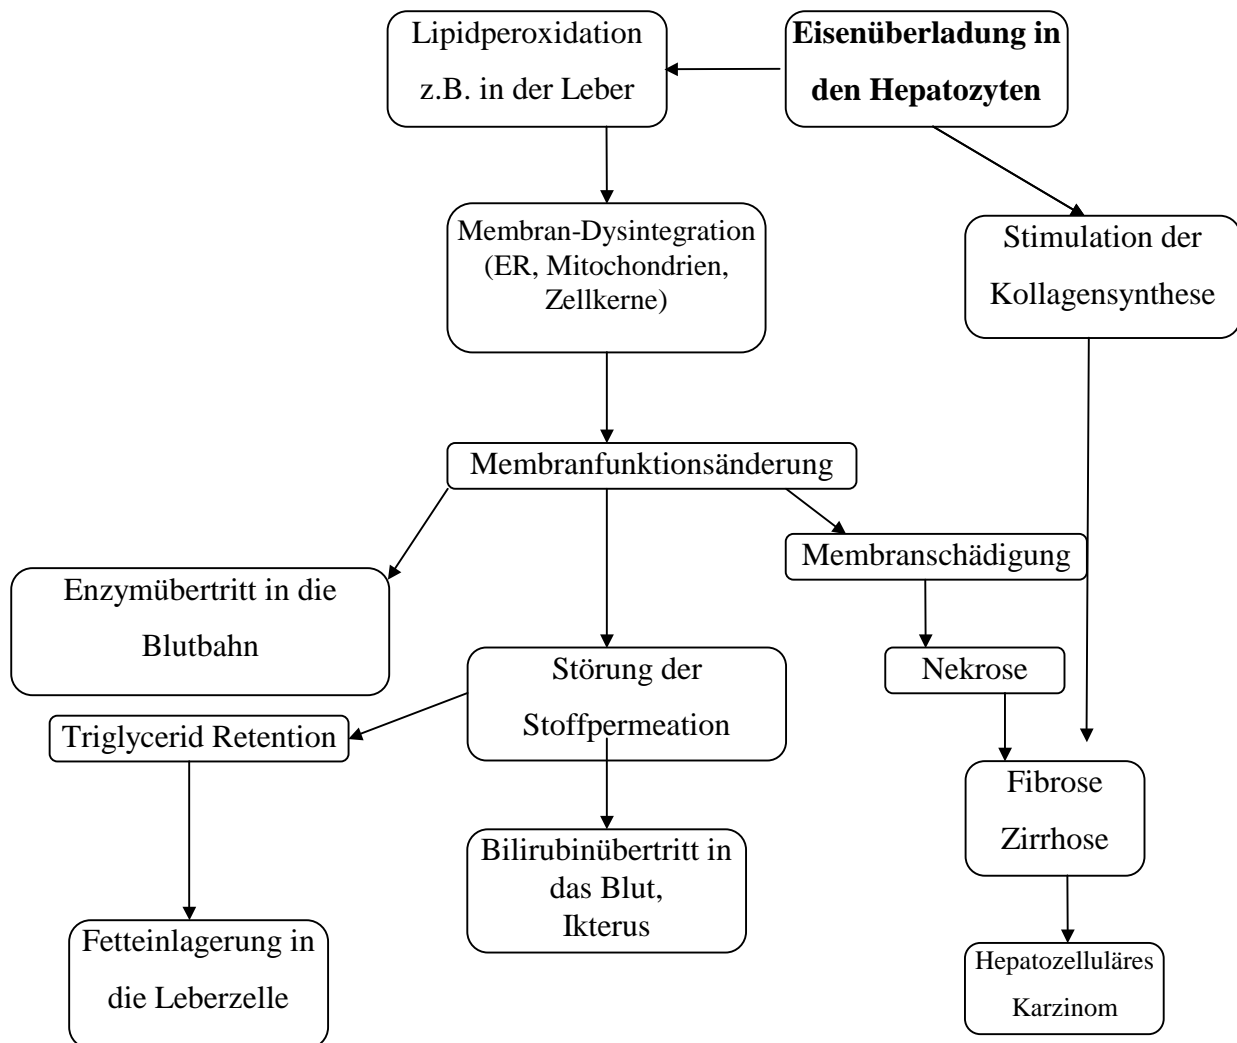 Lipidperoxidation
z.B. in der Leber
Eisenüberladung in
den Hepatozyten
Membran-Dysintegration
(ER, Mitochondrien,
Zellkerne)
Stimulation der
Kollagensynthese
Membranfunktionsänderung
Membranschädigung
Enzymübertritt in die
Blutbahn
Störung der
Stoffpermeation
Nekrose
Triglycerid Retention
Fibrose
Zirrhose
Bilirubinübertritt in
das Blut,
Ikterus
Fetteinlagerung in
die Leberzelle
Hepatozelluläres
Karzinom